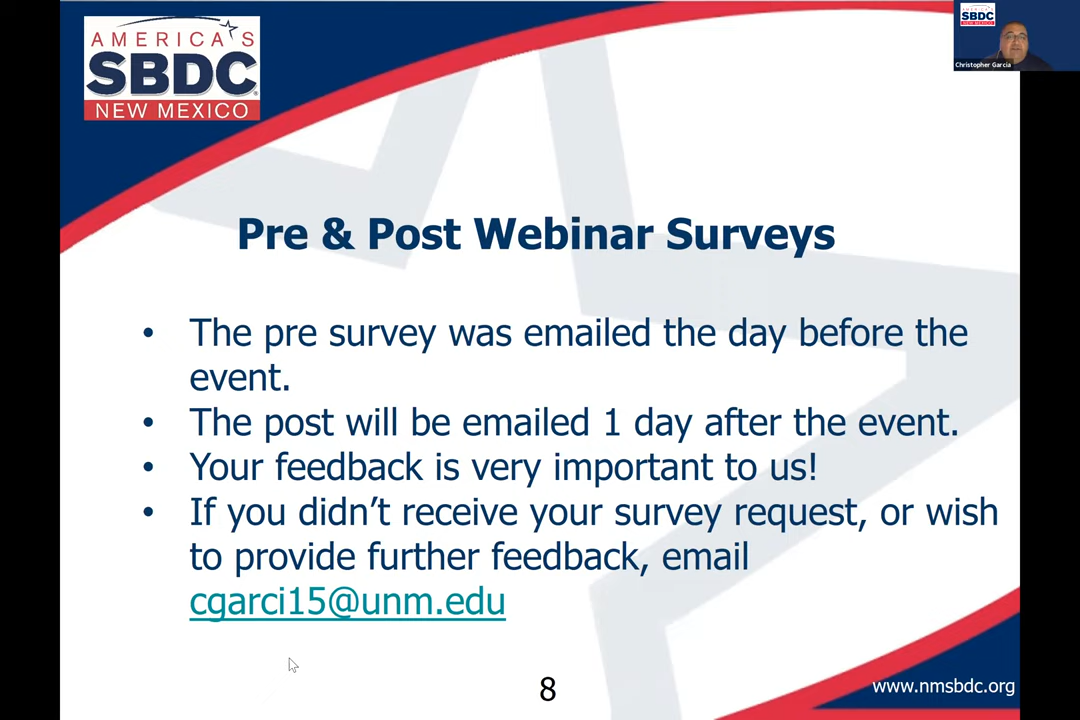 AMERICA'S
SBDC
NEW MEXICO
SBDC
NEW MEXICO
Christopher Garcia
Pre & Post Webinar Surveys
• The pre survey was emailed the day before the
event.
• The post will be emailed 1 day after the event.
• Your feedback is very important to us!
• If you didn’t receive your survey request, or wish
to provide further feedback, email
cgarci15@unm.edu
8
www.nmsbdc.org